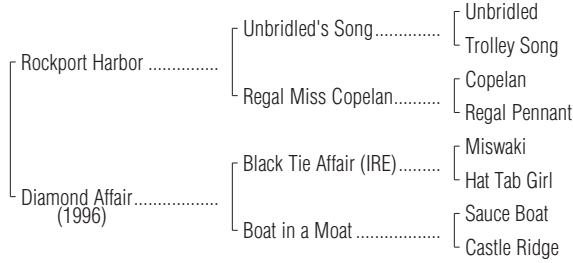 Unbridled
Unbridled's Song..............
Trolley Song
Rockport Harbor ...............
Copelan
Regal Miss Copelan..........
Regal Pennant
Miswaki
Black Tie Affair (IRE).........
Hat Tab Girl
Diamond Affair..................
(1996)
Sauce Boat
Boat in a Moat ..................
Castle Ridge